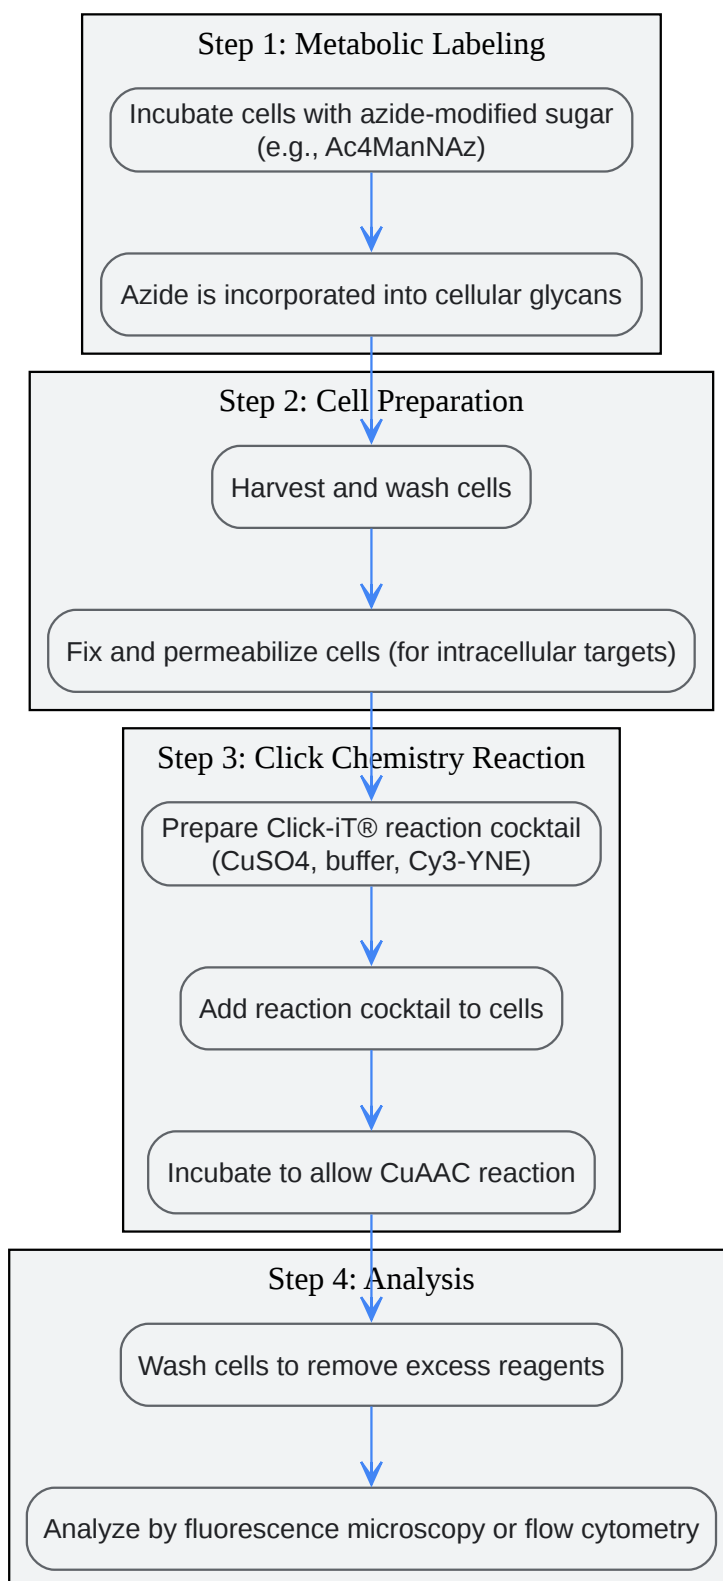 Step 1: Metabolic Labeling
Incubate cells with azide-modified sugar
(e.g., Ac4ManNAz)
Azide is incorporated into cellular glycans
Step 2: Cell Preparation
Harvest and wash cells
Fix and permeabilize cells (for intracellular targets)
Step 3: Click Chemistry Reaction
Prepare Click-iT® reaction cocktail
(CuSO4, buffer, Cy3-YNE)
Add reaction cocktail to cells
Incubate to allow CuAAC reaction
Step 4: Analysis
Wash cells to remove excess reagents
Analyze by fluorescence microscopy or flow cytometry